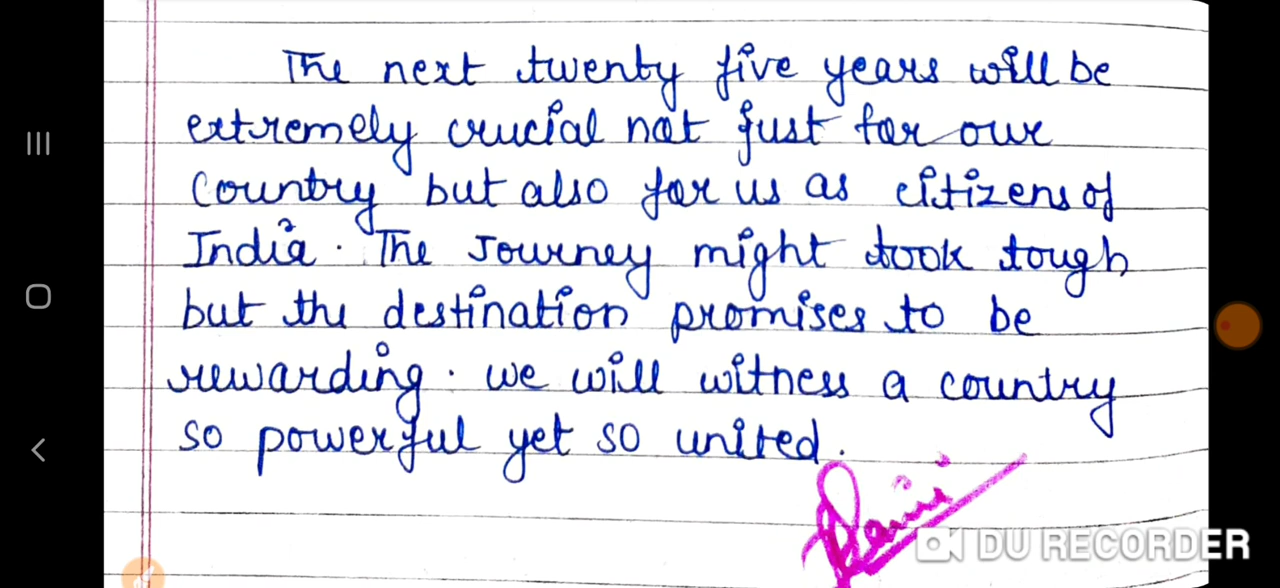 The next twenty five years will be
extremely crucial not just for our
country but also for us as citizens of
India. The Journey might took tough
but the destination promises to be
rewarding. we will witness a country
so powerful yet so united.
DU RECORDER